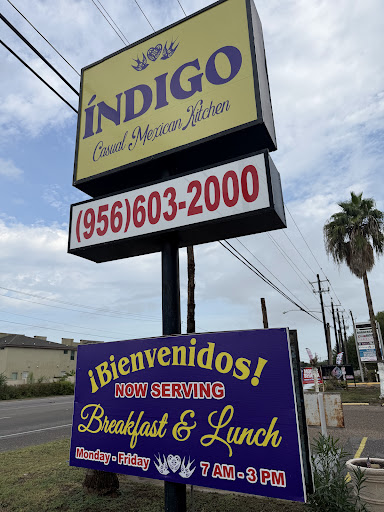 ÍNDIGO
Casual Mexican Kitchen
(956)603-2000
¡Bienvenidos!
NOW SERVING
Breakfast & Lunch
Monday - Friday 7 AM - 3 PM